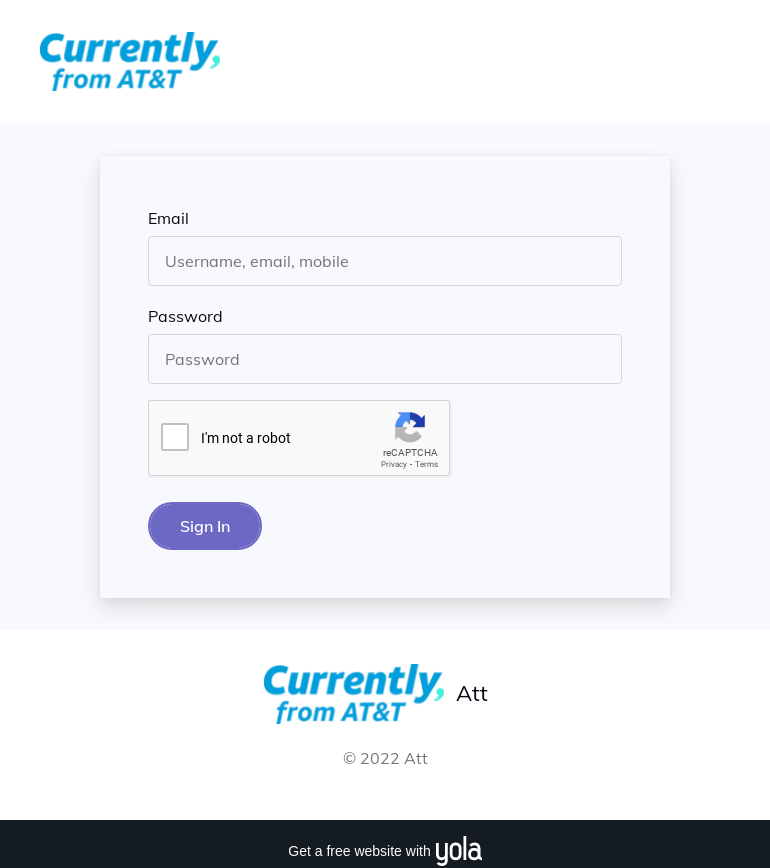 Currently,
from AT&T
Email
Username, email, mobile
Password
Password
I'm not a robot
reCAPTCHA
Privacy - Terms
Sign In
Currently,
from AT&T
Att
© 2022 Att
Get a free website with yola